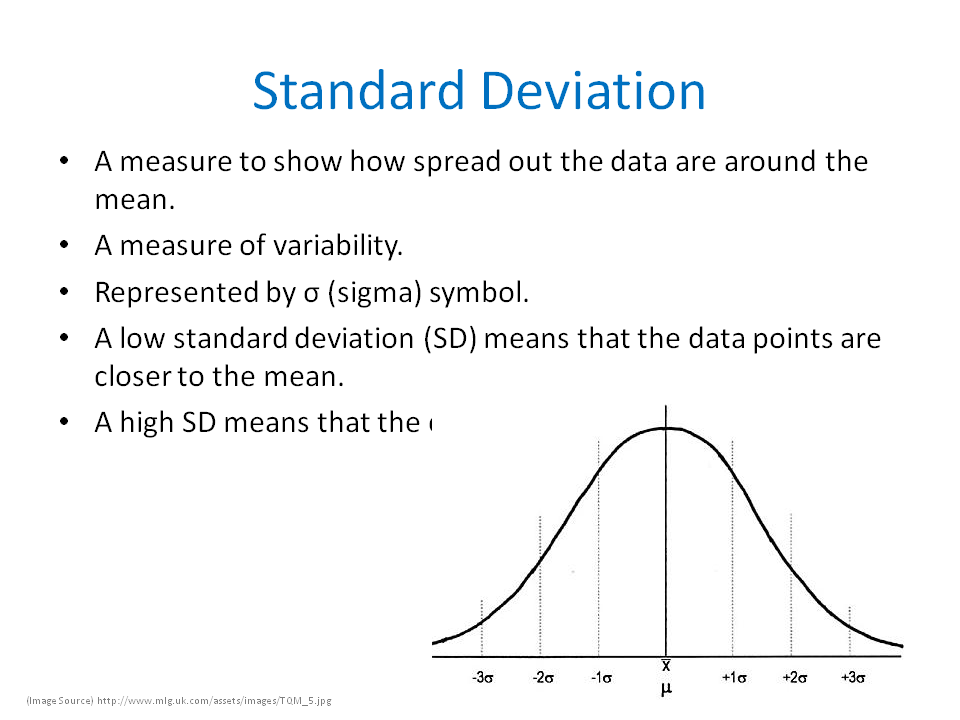 Standard Deviation
• A measure to show how spread out the data are around the
mean.
• A measure of variability.
• Represented by σ (sigma) symbol.
• A low standard deviation (SD) means that the data points are
closer to the mean.
• A high SD means that the
x̅
-3σ -2σ -1σ +1σ +2σ +3σ
μ
(Image Source) http://www.mlg.uk.com/assets/images/TQM_5.jpg